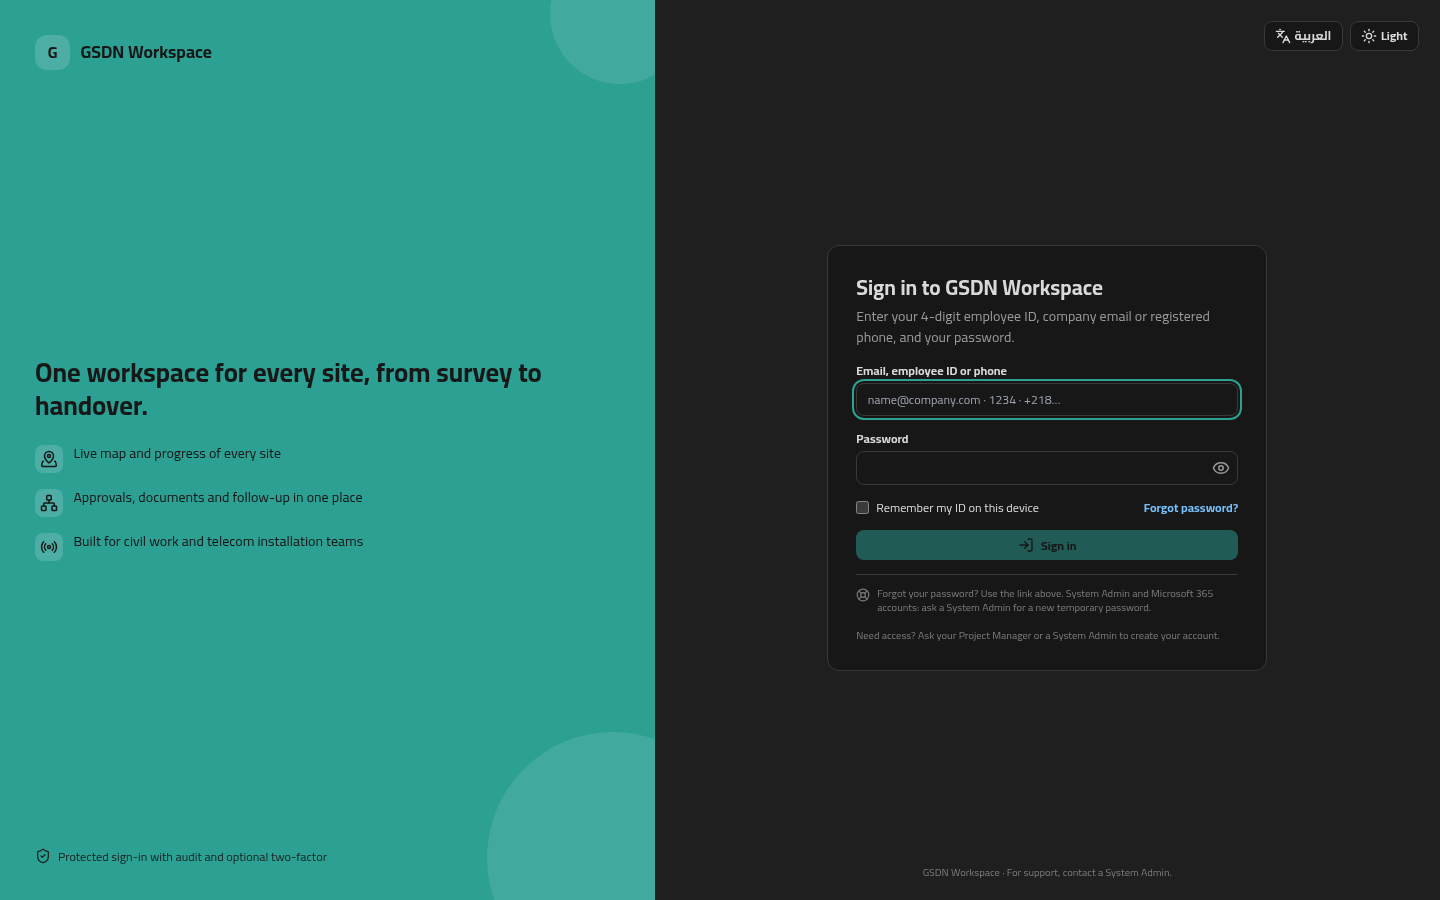 G
GSDN Workspace
One workspace for every site, from survey to
handover.
Live map and progress of every site
Approvals, documents and follow-up in one place
Built for civil work and telecom installation teams
Protected sign-in with audit and optional two-factor
العربية
Light
Sign in to GSDN Workspace
Enter your 4-digit employee ID, company email or registered
phone, and your password.
Email, employee ID or phone
name@company.com · 1234 · +218...
Password
Remember my ID on this device
Forgot password?
Sign in
Forgot your password? Use the link above. System Admin and Microsoft 365
accounts: ask a System Admin for a new temporary password.
Need access? Ask your Project Manager or a System Admin to create your account.
GSDN Workspace · For support, contact a System Admin.